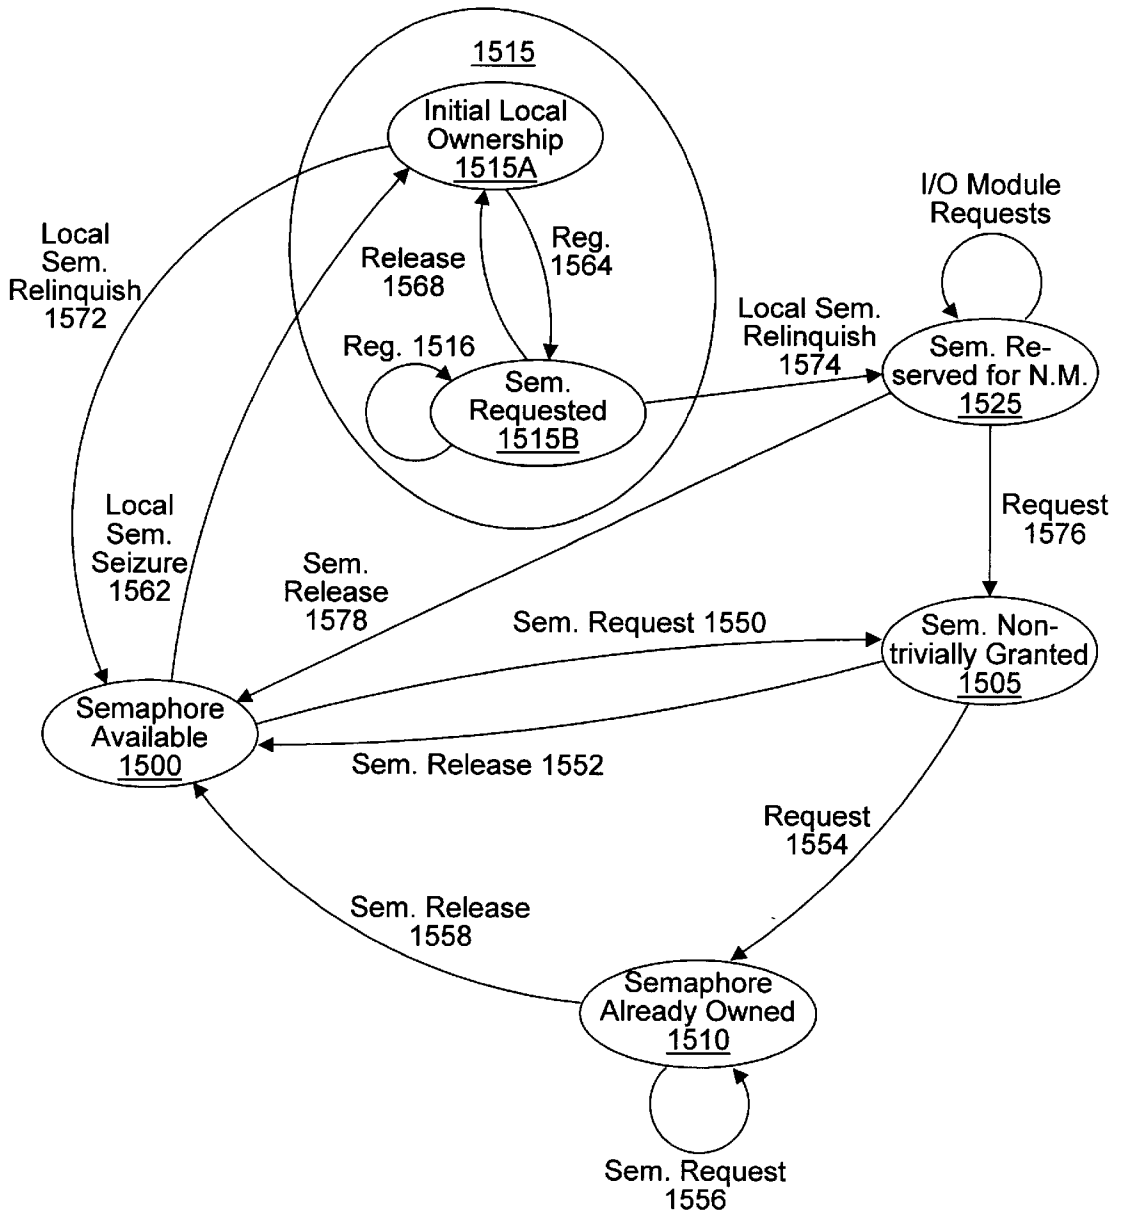 1515
Initial Local
Ownership
1515A
I/O Module
Requests
Local
Sem.
Relinquish
1572
Release
1568
Reg.
1564
Reg. 1516
Local Sem.
Relinquish
1574
Sem. Re-
served for N.M.
1525
Sem.
Requested
1515B
Local
Sem.
Seizure
1562
Sem.
Release
1578
Request
1576
Sem. Request 1550
Sem. Non-
trivially Granted
1505
Semaphore
Available
1500
Sem. Release 1552
Request
1554
Sem. Release
1558
Semaphore
Already Owned
1510
Sem. Request
1556